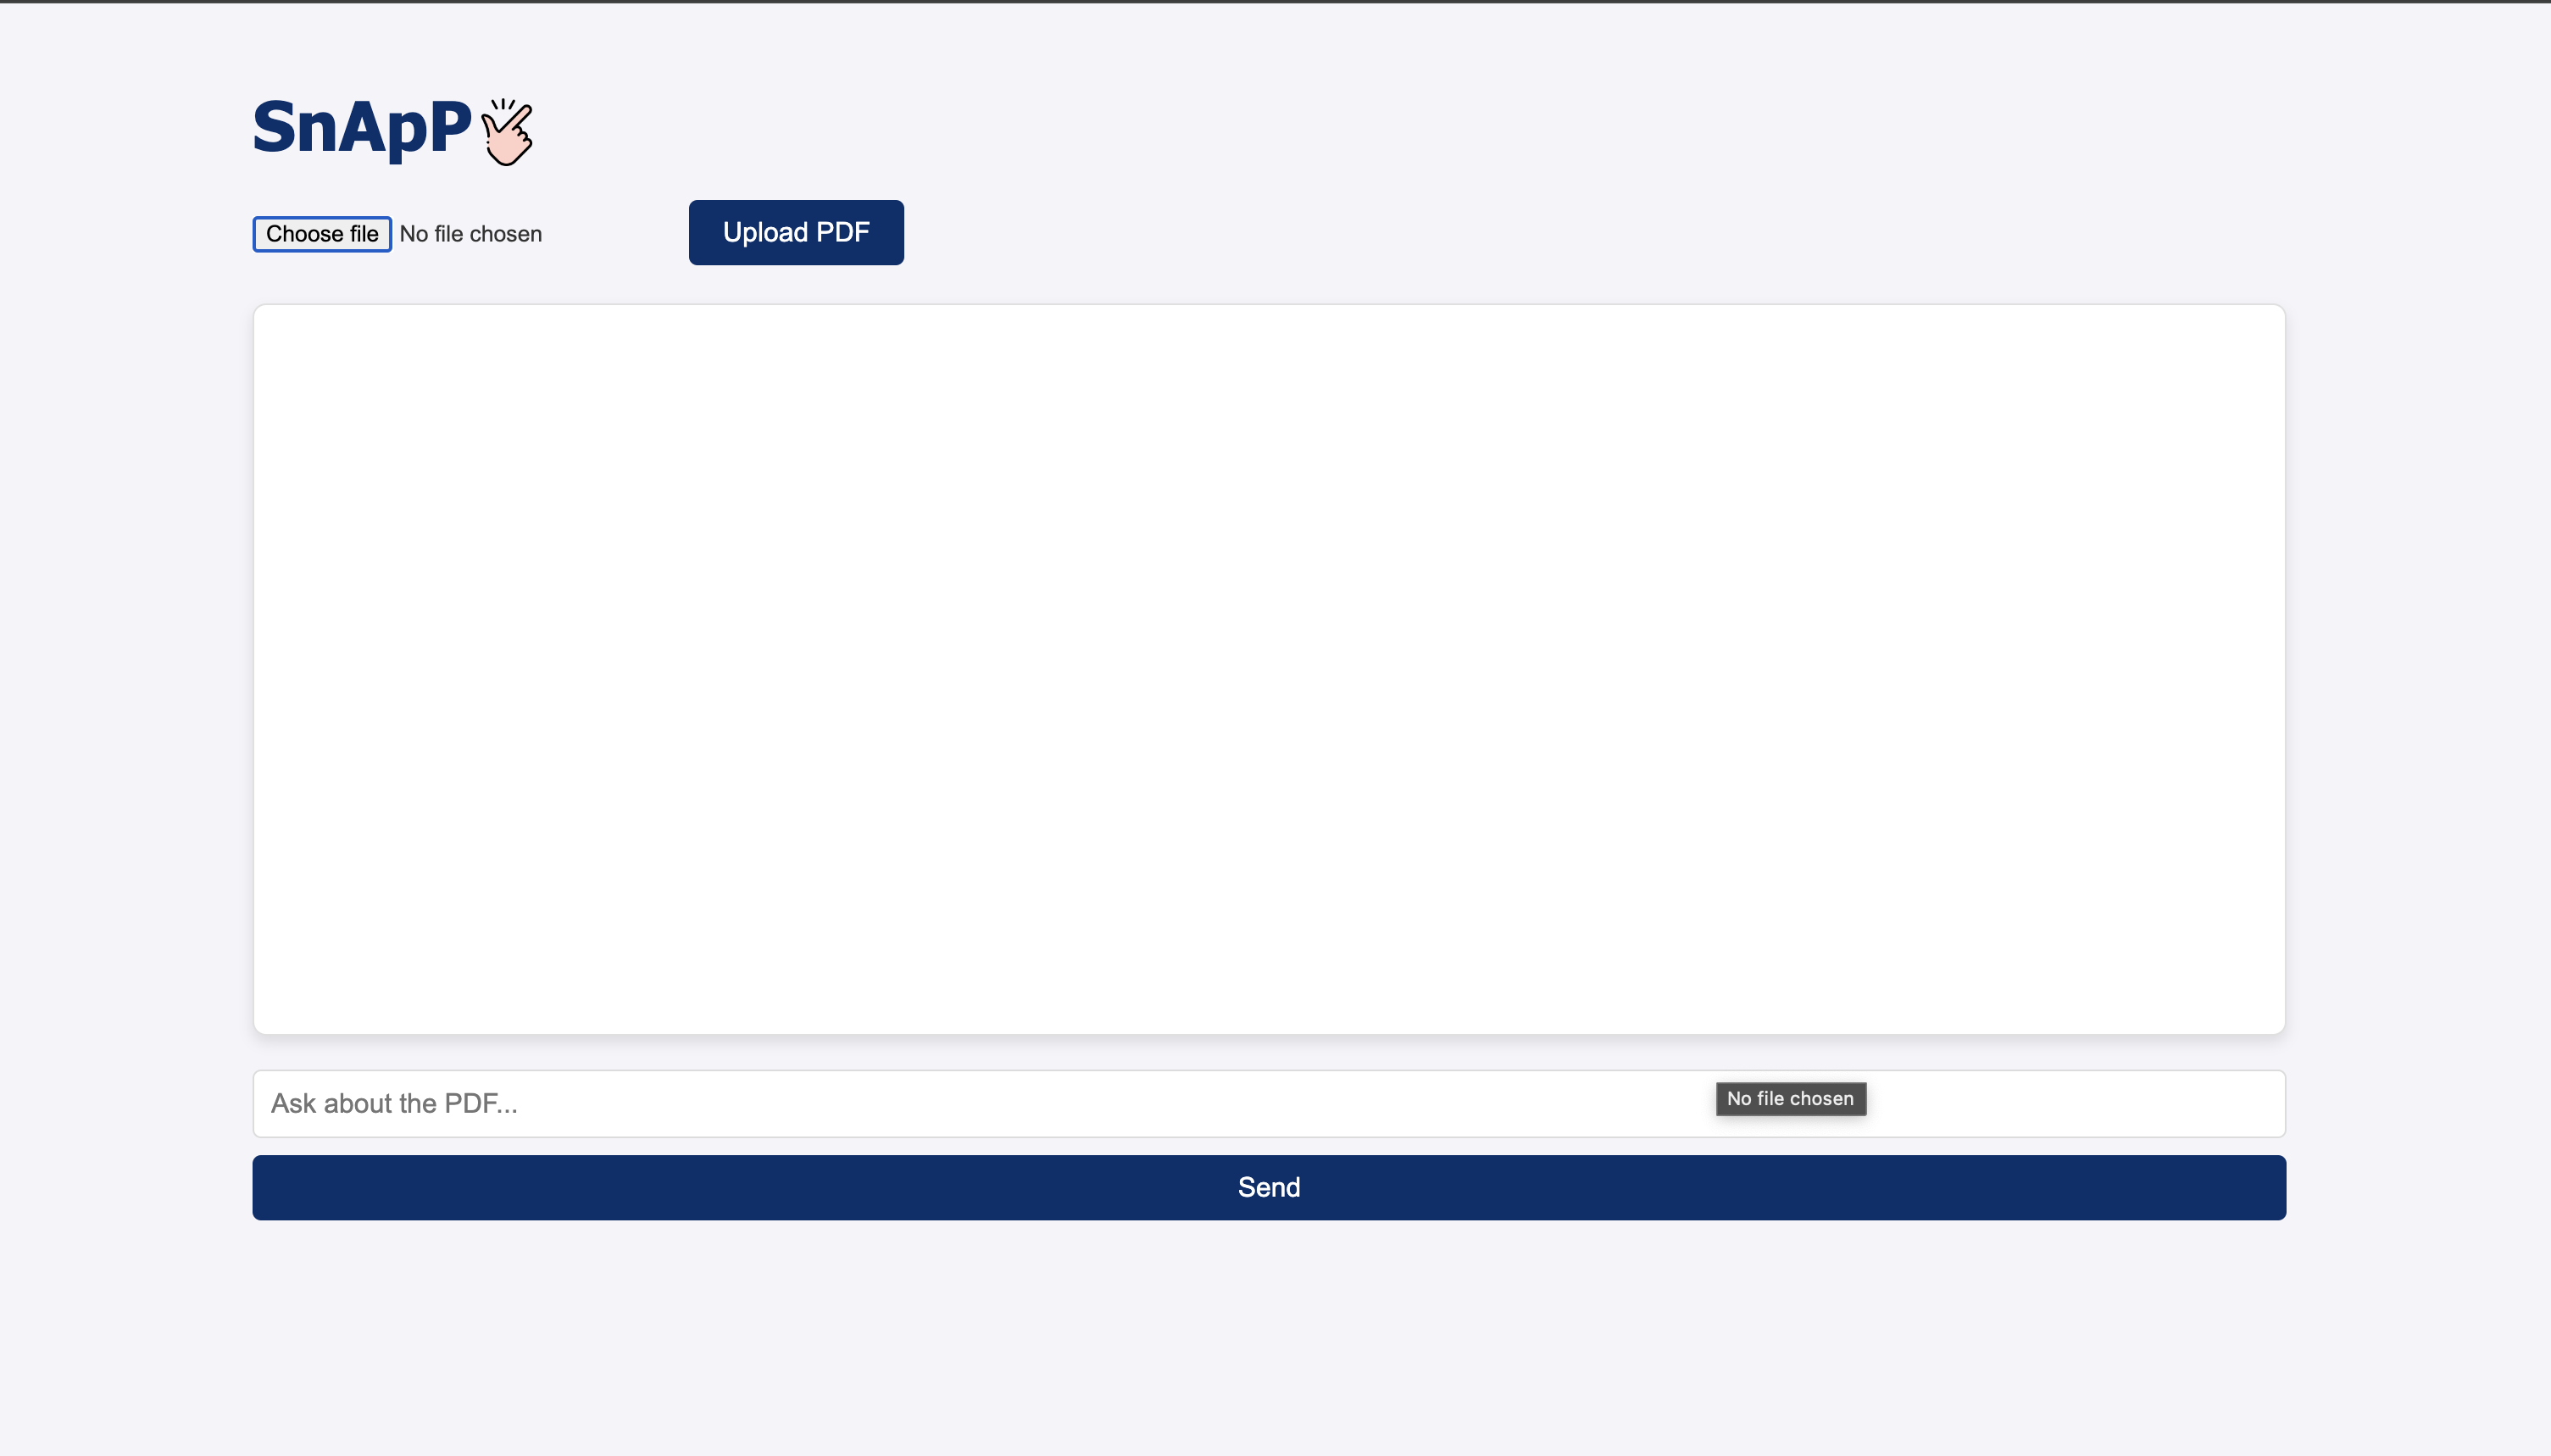 SnApP
Choose file No file chosen
Upload PDF
Ask about the PDF...
No file chosen
Send